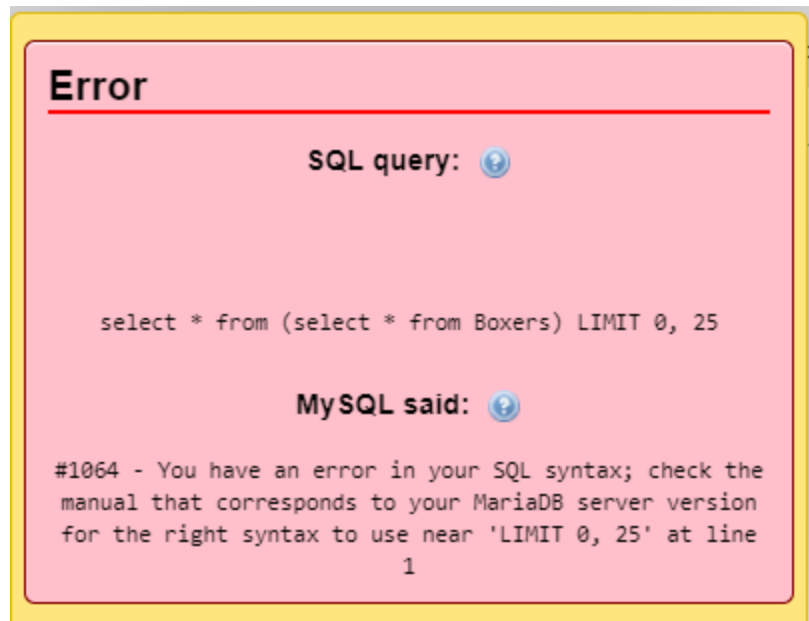 Error
SQL query:
select * from (select * from Boxers) LIMIT 0, 25
MySQL said:
#1064 - You have an error in your SQL syntax; check the
manual that corresponds to your MariaDB server version
for the right syntax to use near 'LIMIT 0, 25' at line
1